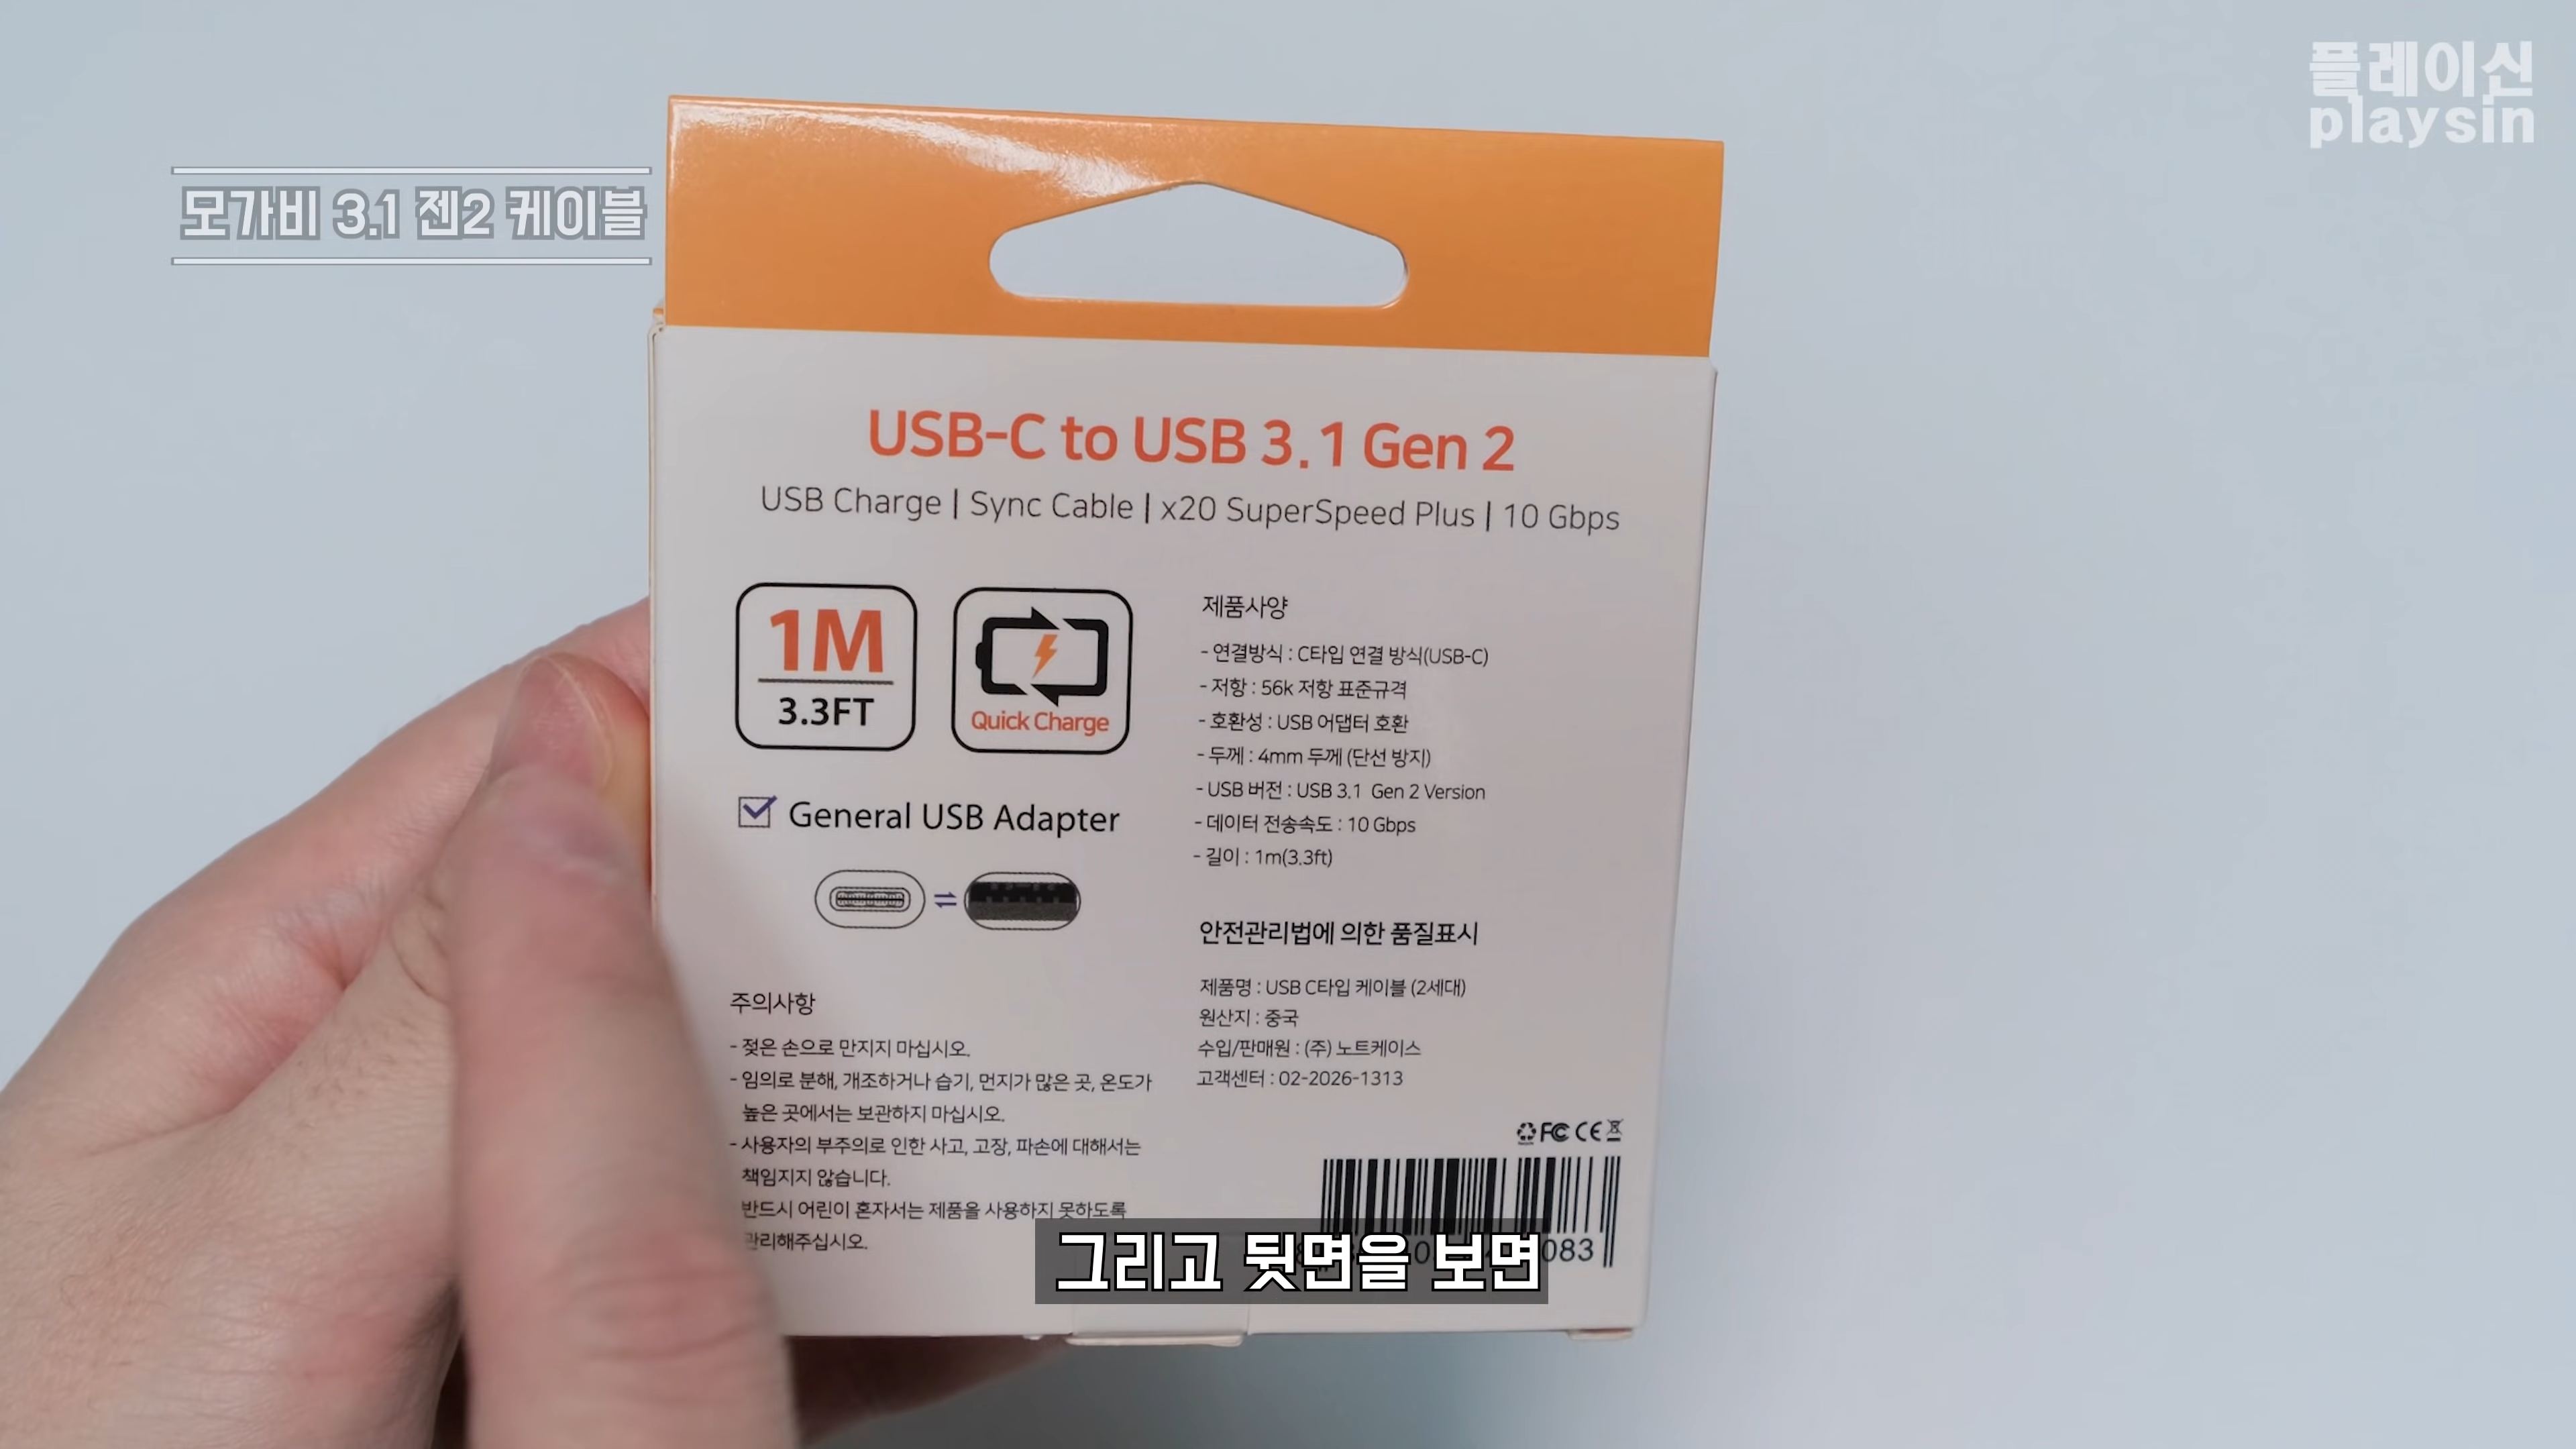 플레이신
playsin
모가비 3.1 젠2 케이블
USB-C to USB 3.1 Gen 2
USB Charge | Sync Cable | x20 SuperSpeed Plus | 10 Gbps
1M
3.3FT
Quick Charge
General USB Adapter
제품사양
- 연결방식 : C타입 연결 방식(USB-C)
- 저항 : 56k 저항 표준규격
- 호환성 : USB 어댑터 호환
- 두께 : 4mm 두께 (단선 방지)
- USB 버전 : USB 3.1 Gen 2 Version
- 데이터 전송속도 : 10 Gbps
- 길이 : 1m(3.3ft)
안전관리법에 의한 품질표시
제품명 : USB C타입 케이블 (2세대)
원산지 : 중국
수입/판매원 : (주) 노트케이스
고객센터 : 02-2026-1313
주의사항
- 젖은 손으로 만지지 마십시오.
- 임의로 분해, 개조하거나 습기, 먼지가 많은 곳, 온도가
높은 곳에서는 보관하지 마십시오.
- 사용자의 부주의로 인한 사고, 고장, 파손에 대해서는
책임지지 않습니다.
반드시 어린이 혼자서는 제품을 사용하지 못하도록
관리해주십시오.
FC CE
083
그리고 뒷면을 보면